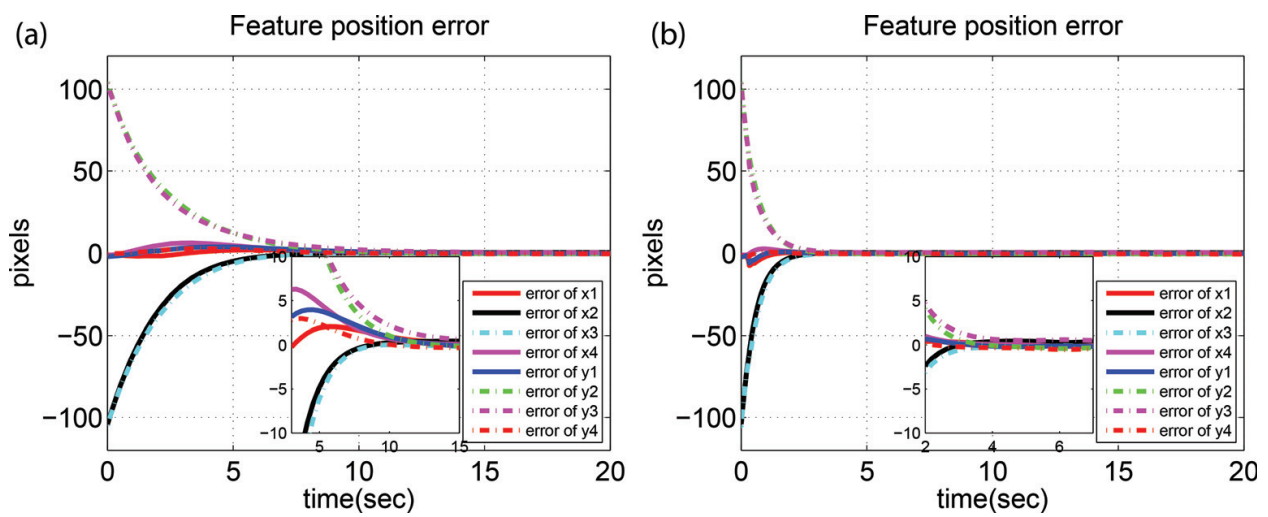 (a)
Feature position error
pixels
100
50
0
−50
−100
0
5
10
15
20
time(sec)
10
5
0
−5
−10
5
10
15
error of x1
error of x2
error of x3
error of x4
error of y1
error of y2
error of y3
error of y4
(b)
Feature position error
pixels
100
50
0
−50
−100
0
5
10
15
20
time(sec)
10
5
0
−5
−10
2
4
6
error of x1
error of x2
error of x3
error of x4
error of y1
error of y2
error of y3
error of y4